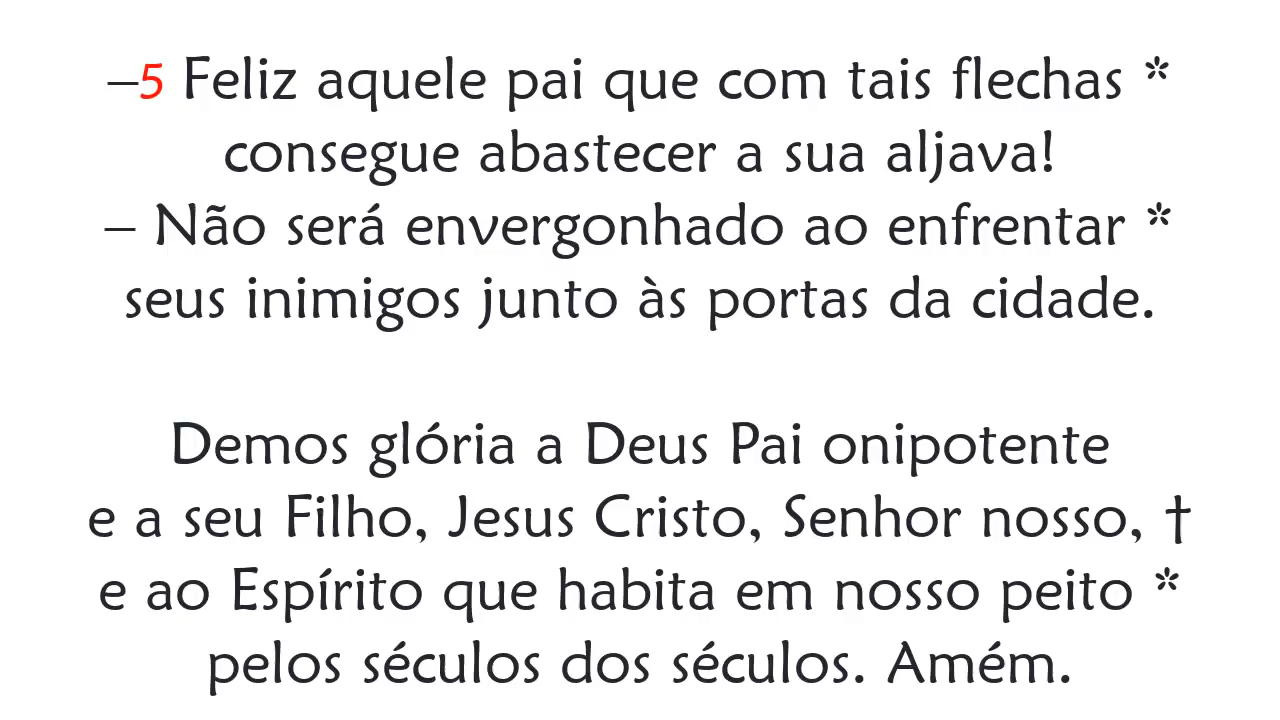 –5 Feliz aquele pai que com tais flechas *
consegue abastecer a sua aljava!
– Não será envergonhado ao enfrentar *
seus inimigos junto às portas da cidade.
Demos glória a Deus Pai onipotente
e a seu Filho, Jesus Cristo, Senhor nosso, †
e ao Espírito que habita em nosso peito *
pelos séculos dos séculos. Amém.